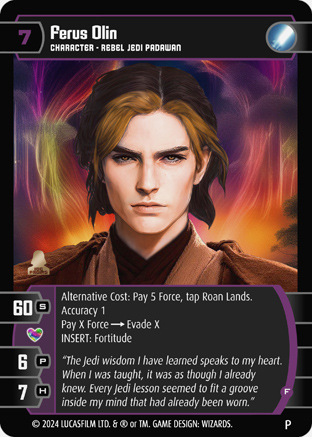 7
Ferus Olin
CHARACTER • REBEL JEDI PADAWAN
60 S
Alternative Cost: Pay 5 Force, tap Roan Lands.
Accuracy 1
Pay X Force → Evade X
INSERT: Fortitude
6 P
7 H
“The Jedi wisdom I have learned speaks to my heart.
When I was taught, it was as though I already
knew. Every Jedi lesson seemed to fit a groove
inside my mind that had already been worn.”
F
© 2024 LUCASFILM LTD. & ® or TM. GAME DESIGN: WIZARDS.
P